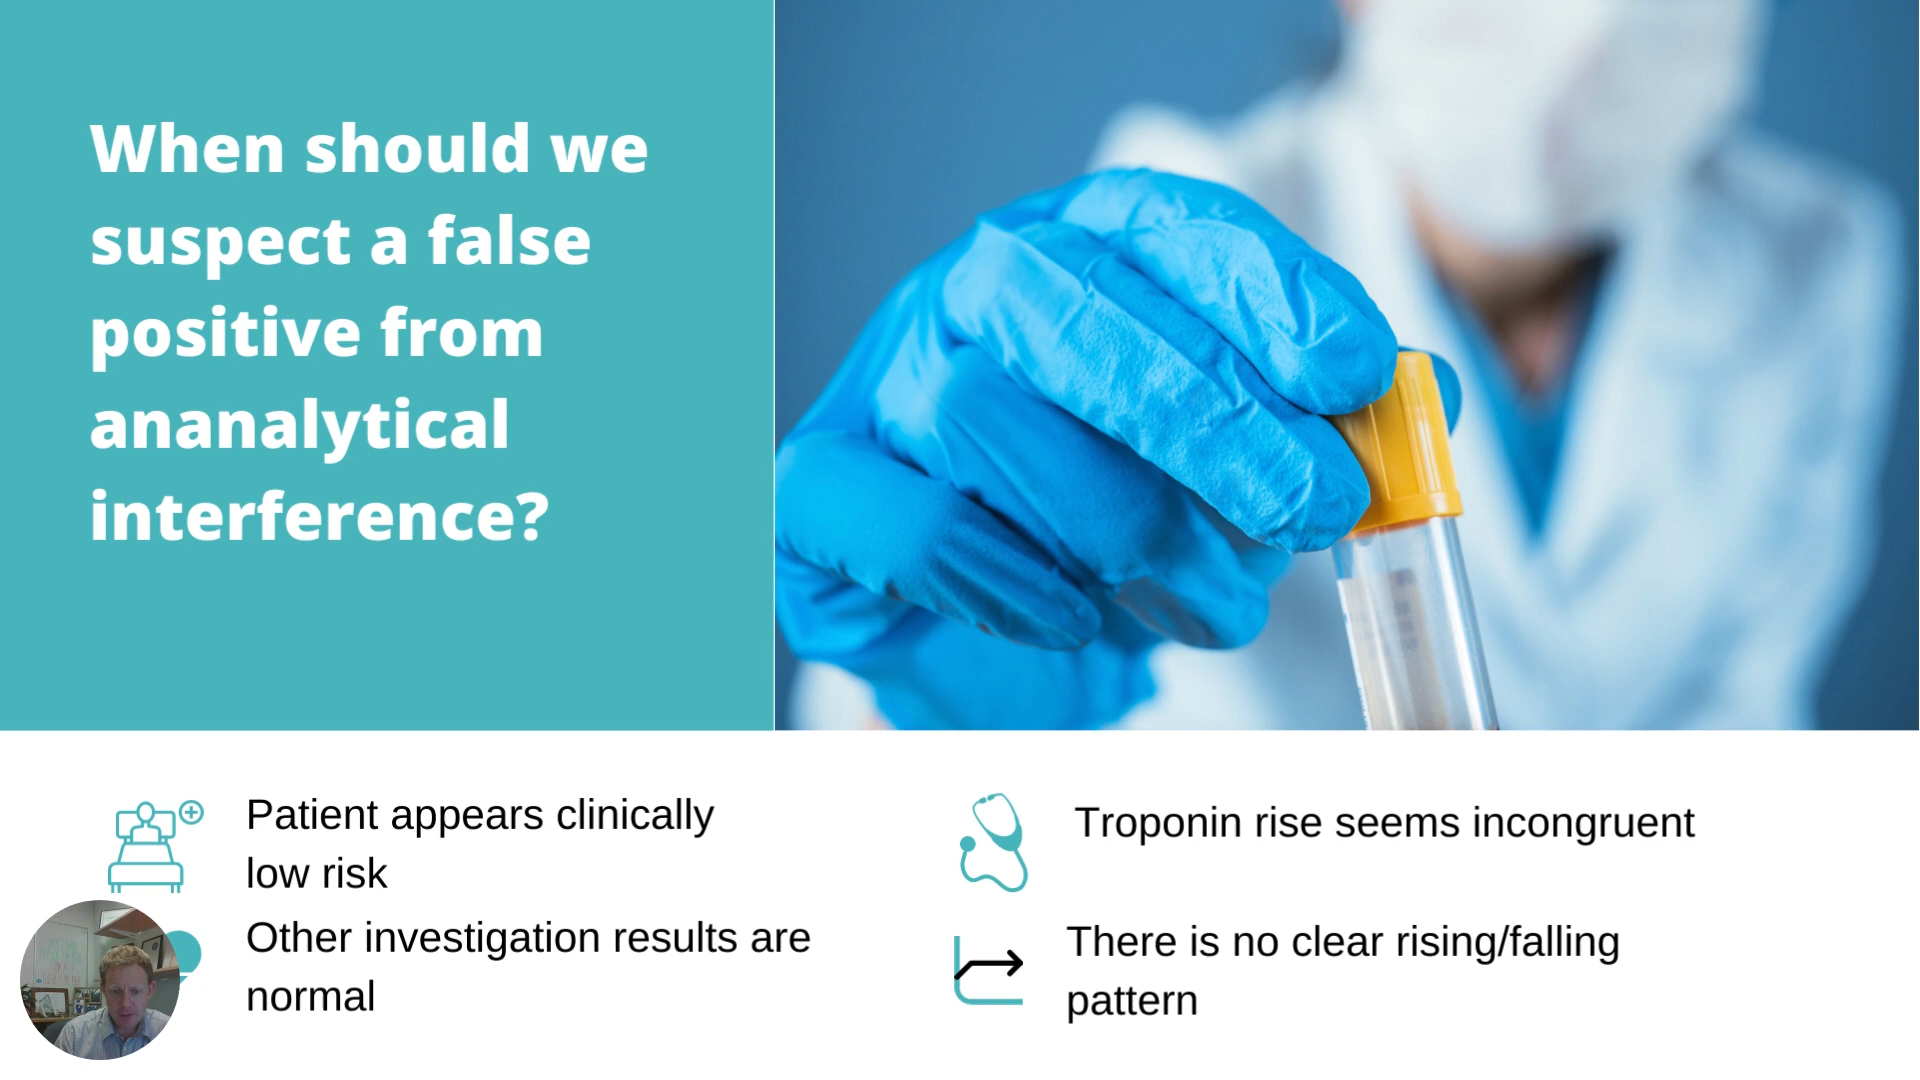 When should we
suspect a false
positive from
ananalytical
interference?
Patient appears clinically
low risk
Troponin rise seems incongruent
Other investigation results are
normal
There is no clear rising/falling
pattern